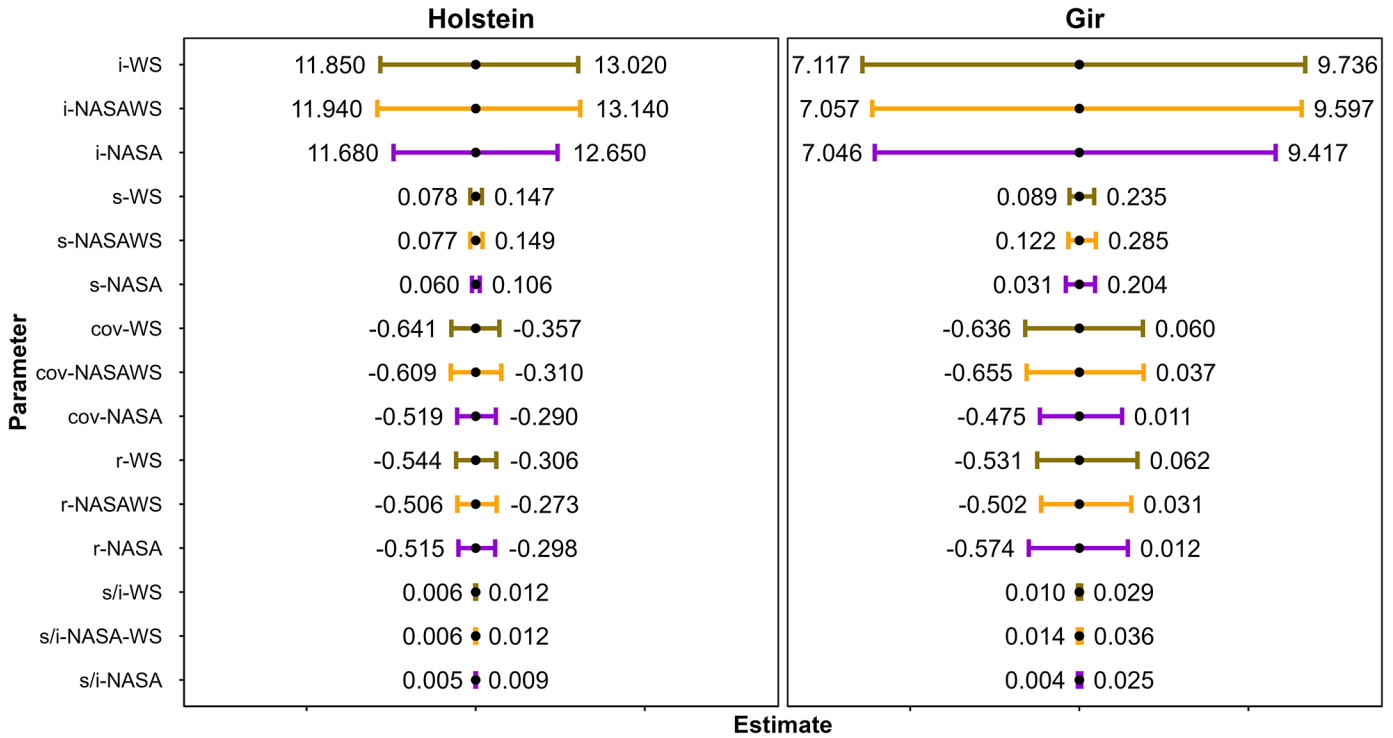 Holstein Gir
i-WS 11.850 13.020 7.117 9.736
i-NASAWS 11.940 13.140 7.057 9.597
i-NASA 11.680 12.650 7.046 9.417
s-WS 0.078 0.147 0.089 0.235
s-NASAWS 0.077 0.149 0.122 0.285
s-NASA 0.060 0.106 0.031 0.204
cov-WS -0.641 -0.357 -0.636 0.060
cov-NASAWS -0.609 -0.310 -0.655 0.037
cov-NASA -0.519 -0.290 -0.475 0.011
r-WS -0.544 -0.306 -0.531 0.062
r-NASAWS -0.506 -0.273 -0.502 0.031
r-NASA -0.515 -0.298 -0.574 0.012
s/i-WS 0.006 0.012 0.010 0.029
s/i-NASA-WS 0.006 0.012 0.014 0.036
s/i-NASA 0.005 0.009 0.004 0.025
Parameter
Estimate